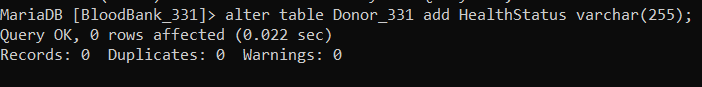 MariaDB [BloodBank_331]> alter table Donor_331 add HealthStatus varchar(255);
Query OK, 0 rows affected (0.022 sec)
Records: 0  Duplicates: 0  Warnings: 0